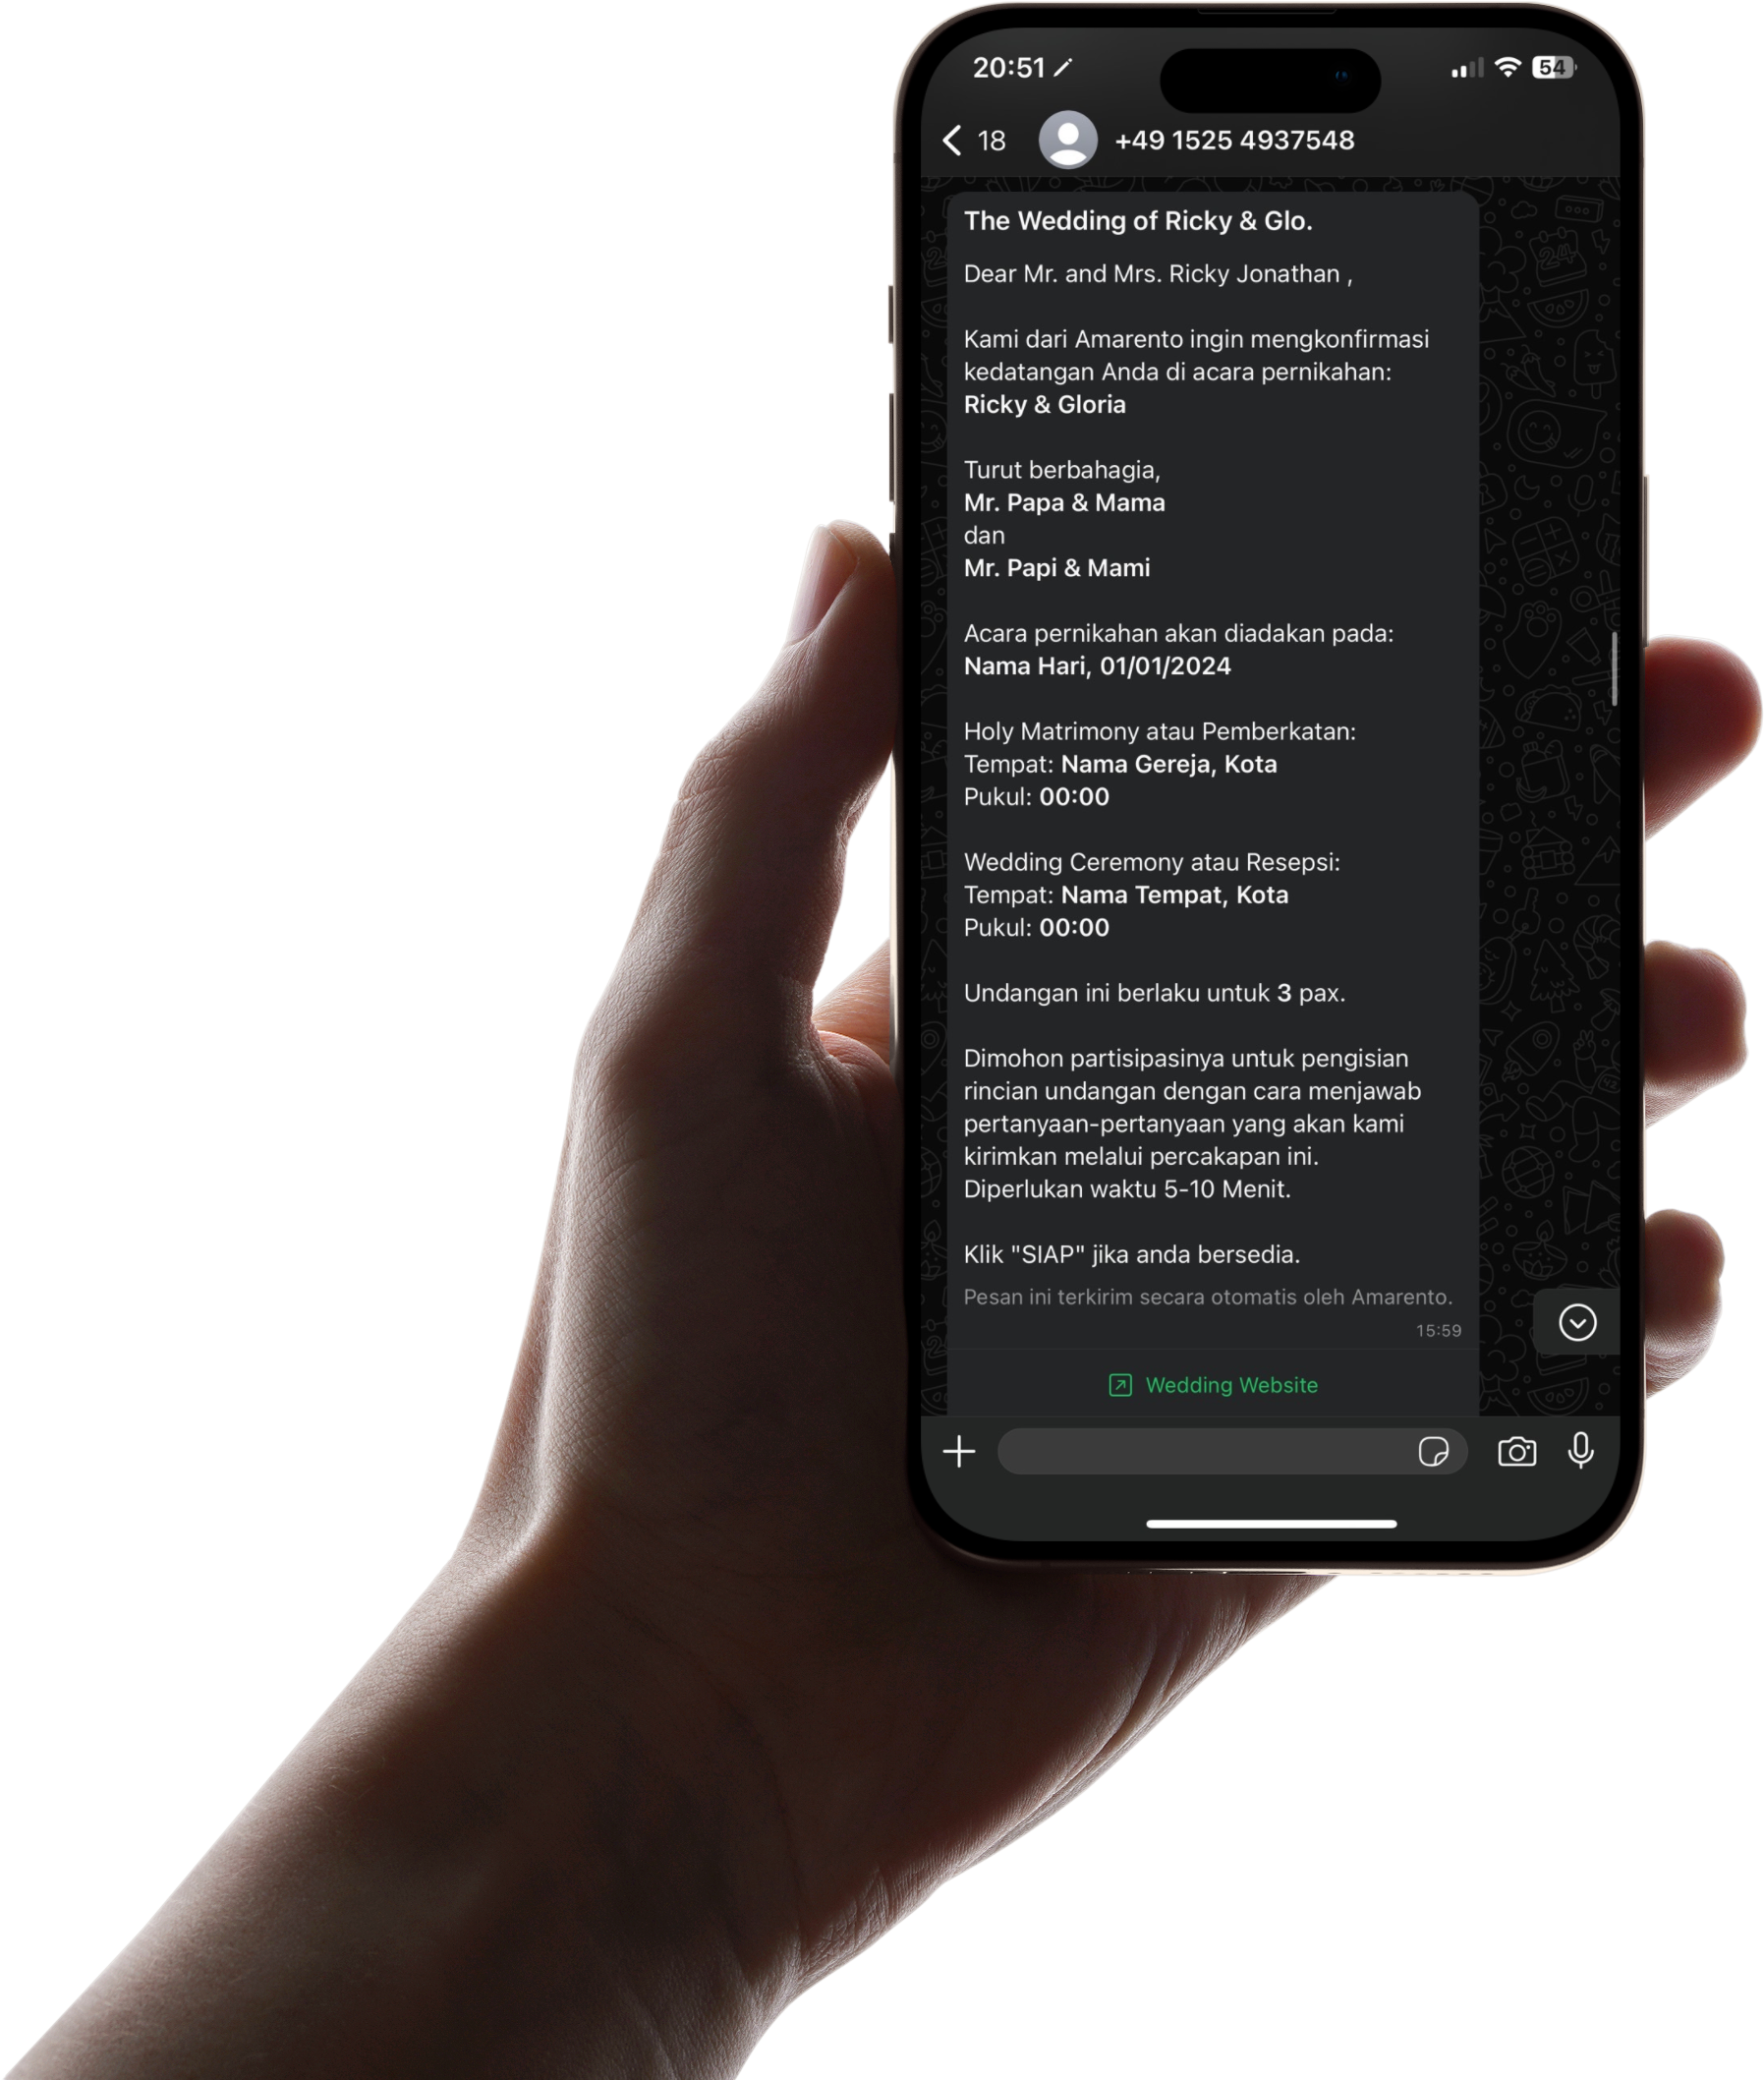 20:51
54
18
+49 1525 4937548
The Wedding of Ricky & Glo.
Dear Mr. and Mrs. Ricky Jonathan ,
Kami dari Amarento ingin mengkonfirmasi
kedatangan Anda di acara pernikahan:
Ricky & Gloria
Turut berbahagia,
Mr. Papa & Mama
dan
Mr. Papi & Mami
Acara pernikahan akan diadakan pada:
Nama Hari, 01/01/2024
Holy Matrimony atau Pemberkatan:
Tempat: Nama Gereja, Kota
Pukul: 00:00
Wedding Ceremony atau Resepsi:
Tempat: Nama Tempat, Kota
Pukul: 00:00
Undangan ini berlaku untuk 3 pax.
Dimohon partisipasinya untuk pengisian
rincian undangan dengan cara menjawab
pertanyaan-pertanyaan yang akan kami
kirimkan melalui percakapan ini.
Diperlukan waktu 5-10 Menit.
Klik "SIAP" jika anda bersedia.
Pesan ini terkirim secara otomatis oleh Amarento.
15:59
Wedding Website